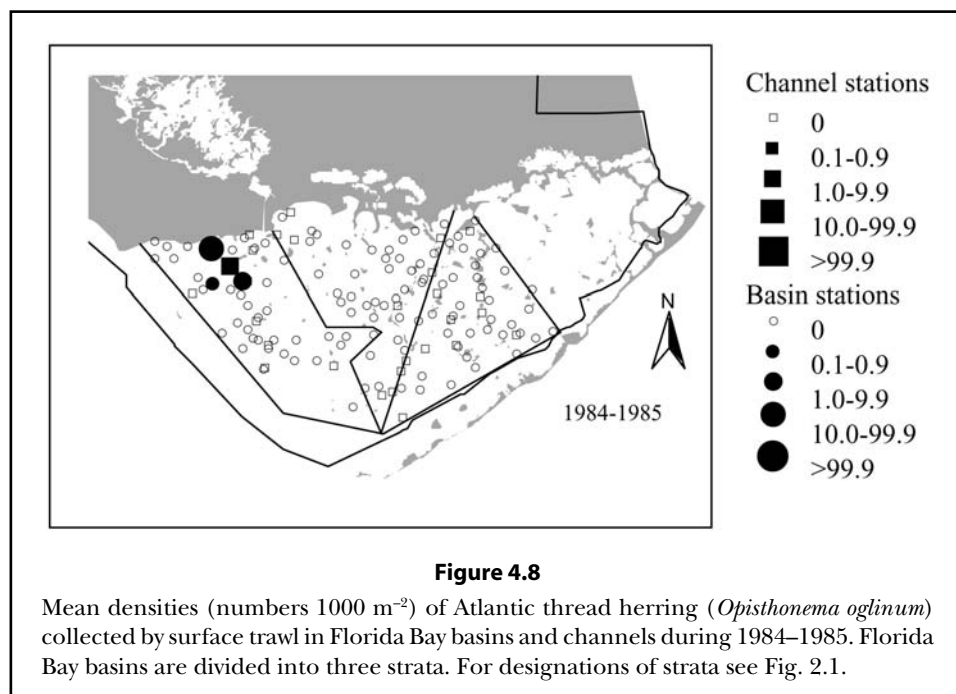 Channel stations
0
0.1-0.9
1.0-9.9
10.0-99.9
>99.9
Basin stations
0
0.1-0.9
1.0-9.9
10.0-99.9
>99.9
N
1984-1985
Figure 4.8
Mean densities (numbers 1000 m⁻²) of Atlantic thread herring (Opisthonema oglinum)
collected by surface trawl in Florida Bay basins and channels during 1984–1985. Florida
Bay basins are divided into three strata. For designations of strata see Fig. 2.1.